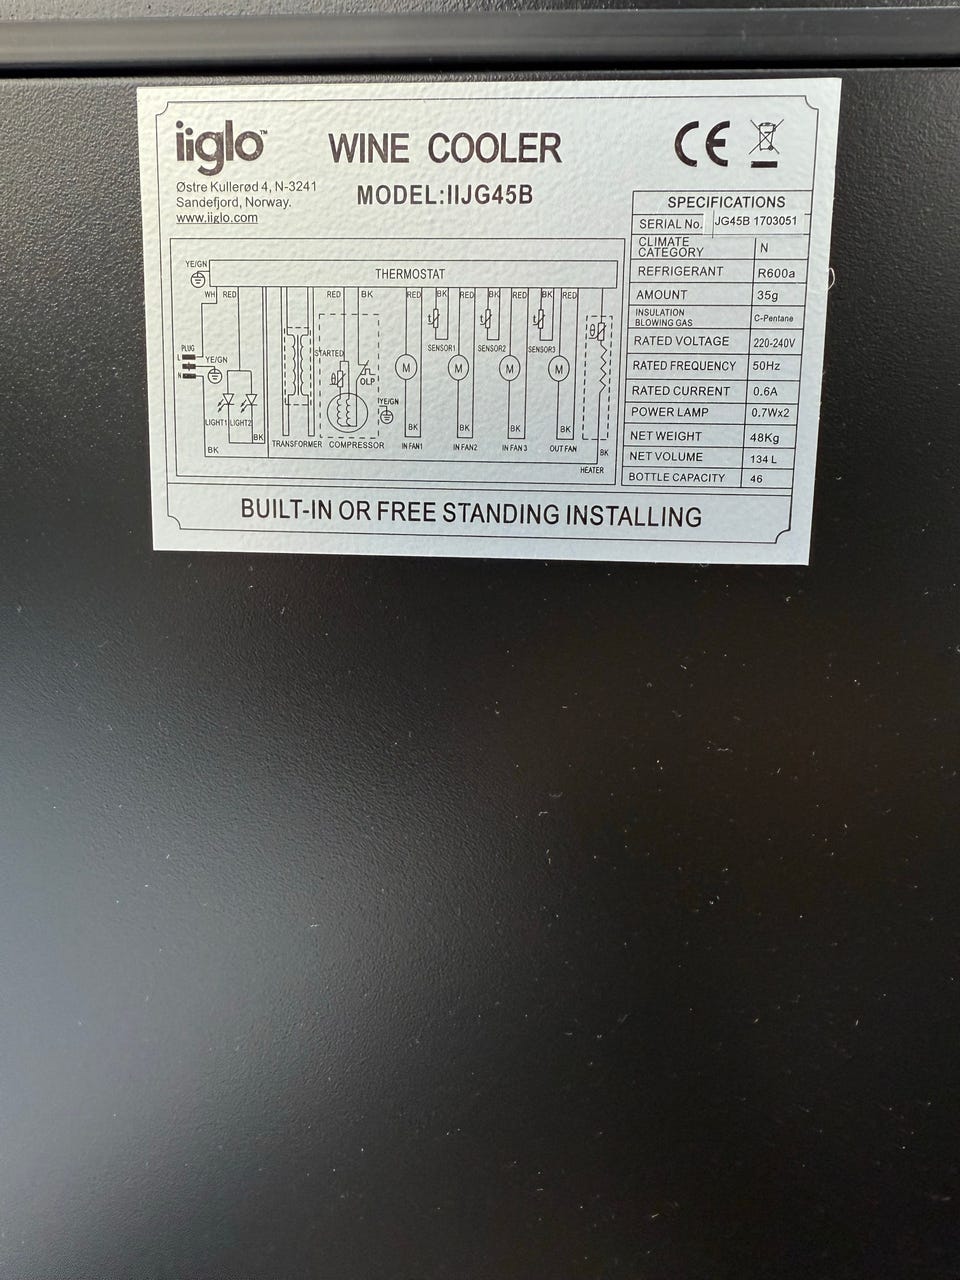 iiglo™
WINE COOLER
MODEL:IIJG45B
CE
Østre Kullerød 4, N-3241
Sandefjord, Norway.
www.iiglo.com
SPECIFICATIONS
SERIAL No. JG45B 1703051
CLIMATE CATEGORY N
REFRIGERANT R600a
AMOUNT 35g
INSULATION BLOWING GAS C-Pentane
RATED VOLTAGE 220-240V
RATED FREQUENCY 50Hz
RATED CURRENT 0.6A
POWER LAMP 0.7Wx2
NET WEIGHT 48Kg
NET VOLUME 134 L
BOTTLE CAPACITY 46
YE/GN
THERMOSTAT
WH RED RED BK RED BK RED BK RED BK RED
t t t θ
SENSOR1 SENSOR2 SENSOR3
PLUG
L
YE/GN
N
STARTED
θ
OLP
M M M M
YE/GN
LIGHT1 LIGHT2
BK BK BK BK BK
BK
TRANSFORMER COMPRESSOR IN FAN1 IN FAN2 IN FAN 3 OUT FAN
BK
HEATER
BUILT-IN OR FREE STANDING INSTALLING